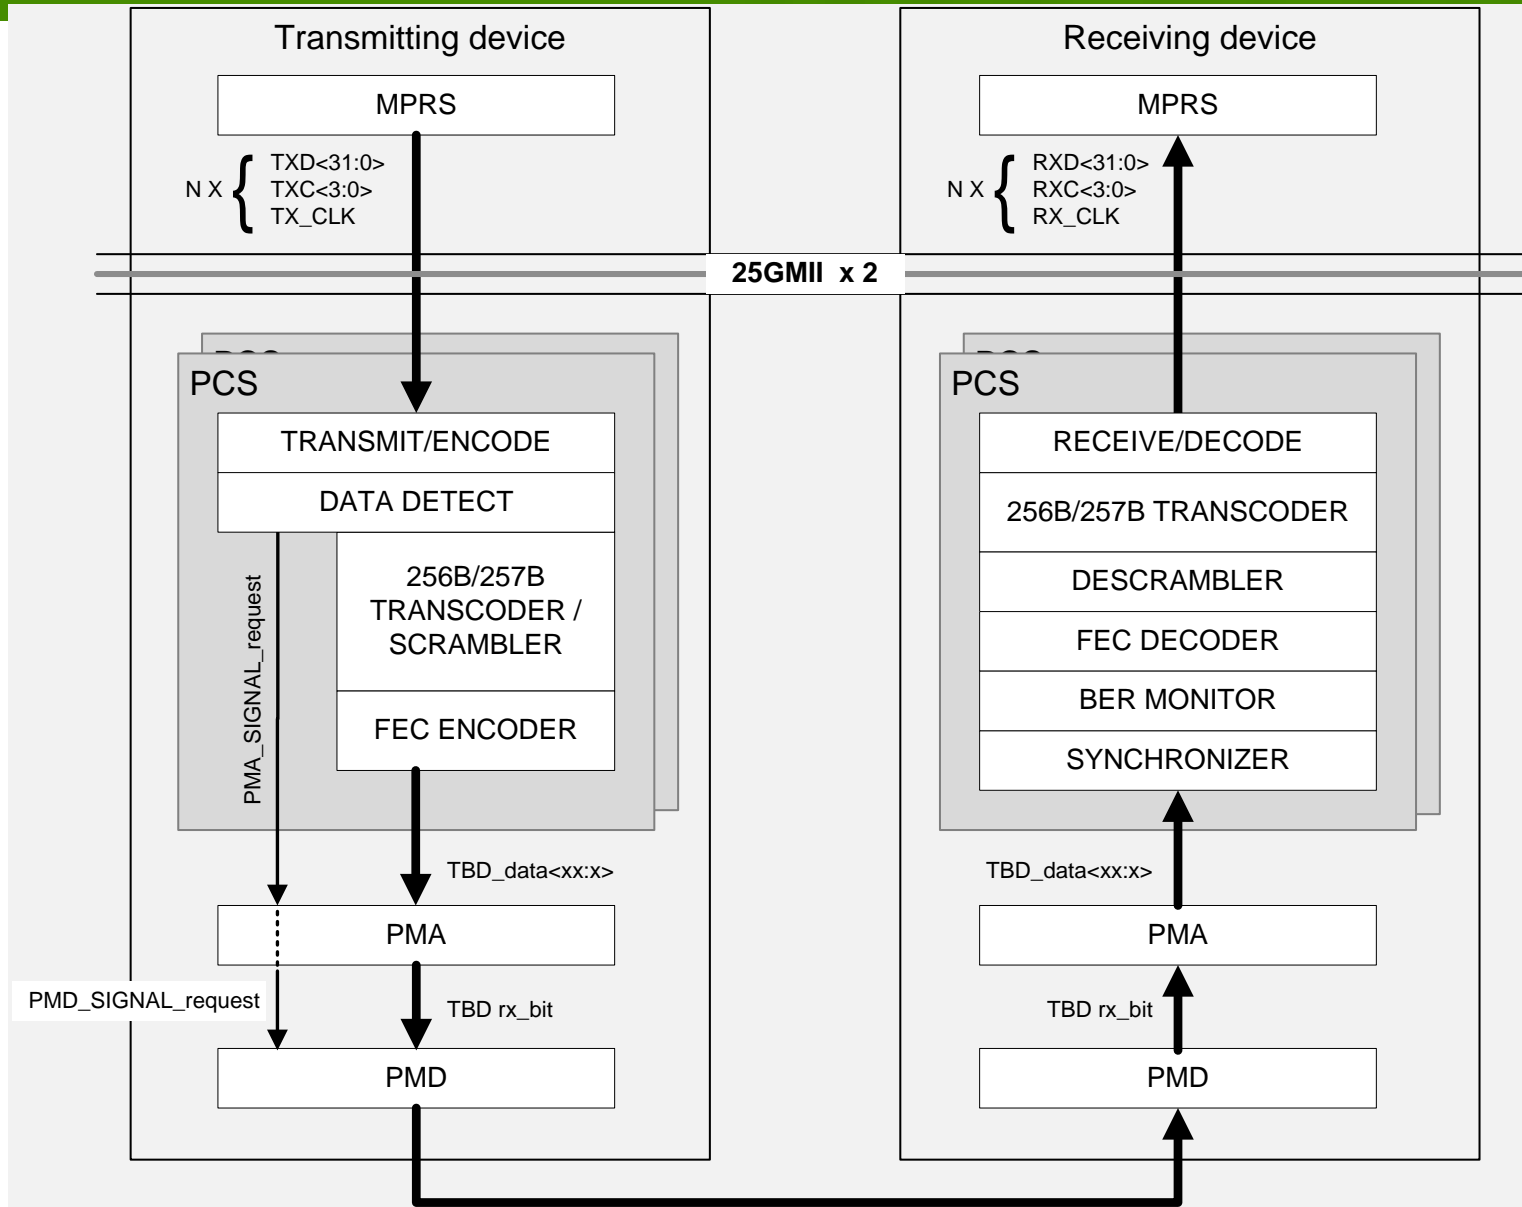 Transmitting device
MPRS
N X
TXD<31:0>
TXC<3:0>
TX_CLK
Receiving device
MPRS
N X
RXD<31:0>
RXC<3:0>
RX_CLK
25GMII x 2
PCS
TRANSMIT/ENCODE
DATA DETECT
256B/257B
TRANSCODER /
SCRAMBLER
FEC ENCODER
PMA_SIGNAL_request
TBD_data<xx:x>
PMA
PMD_SIGNAL_request
TBD rx_bit
PMD
PCS
RECEIVE/DECODE
256B/257B TRANSCODER
DESCRAMBLER
FEC DECODER
BER MONITOR
SYNCHRONIZER
TBD_data<xx:x>
PMA
TBD rx_bit
PMD